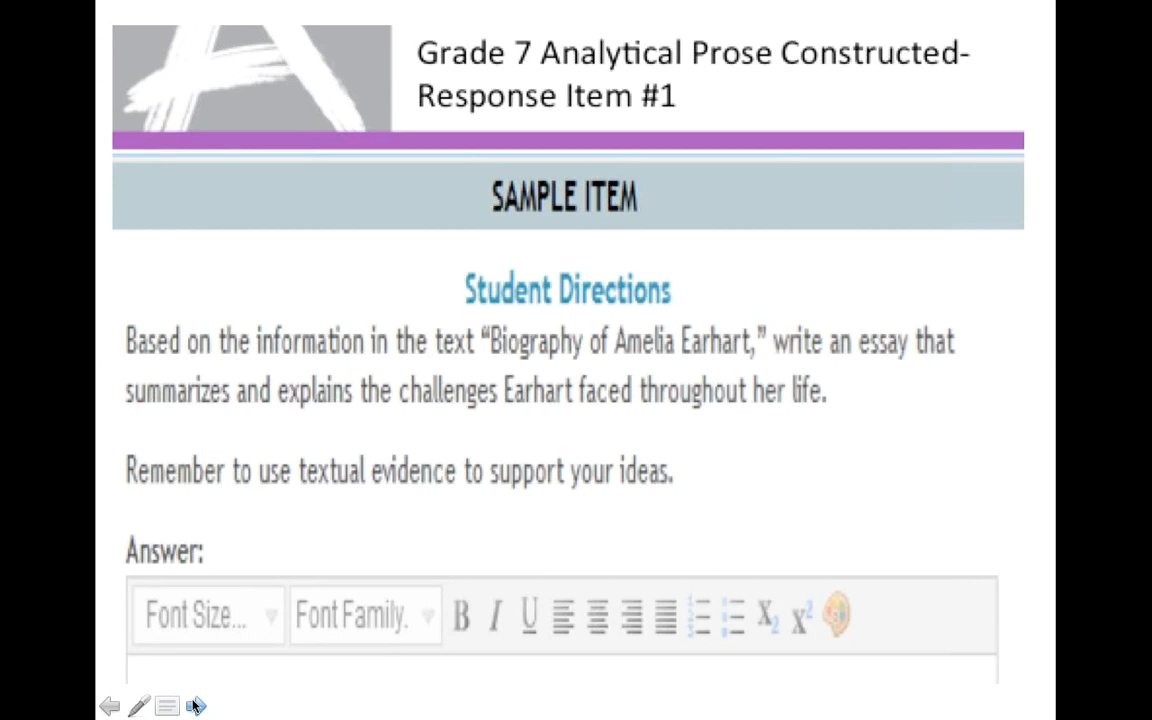 Grade 7 Analytical Prose Constructed-
Response Item #1
SAMPLE ITEM
Student Directions
Based on the information in the text “Biography of Amelia Earhart,” write an essay that
summarizes and explains the challenges Earhart faced throughout her life.
Remember to use textual evidence to support your ideas.
Answer:
Font Size... Font Family. B I U X2 X2